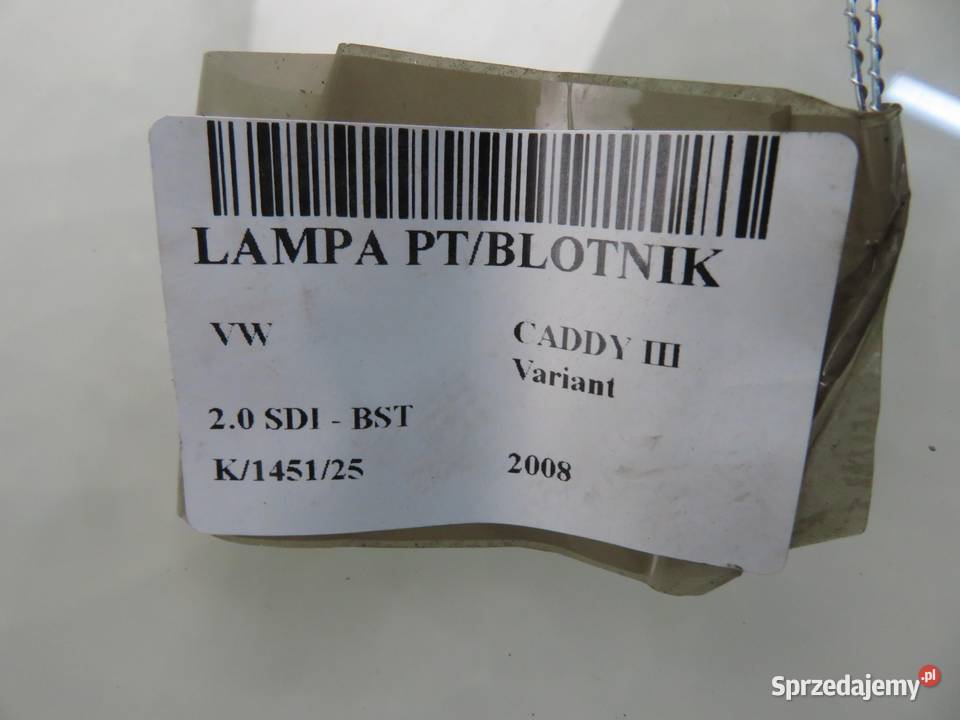 LAMPA PT/BLOTNIK
VW
CADDY III
Variant
2.0 SDI - BST
K/1451/25
2008
Sprzedajemy.pl